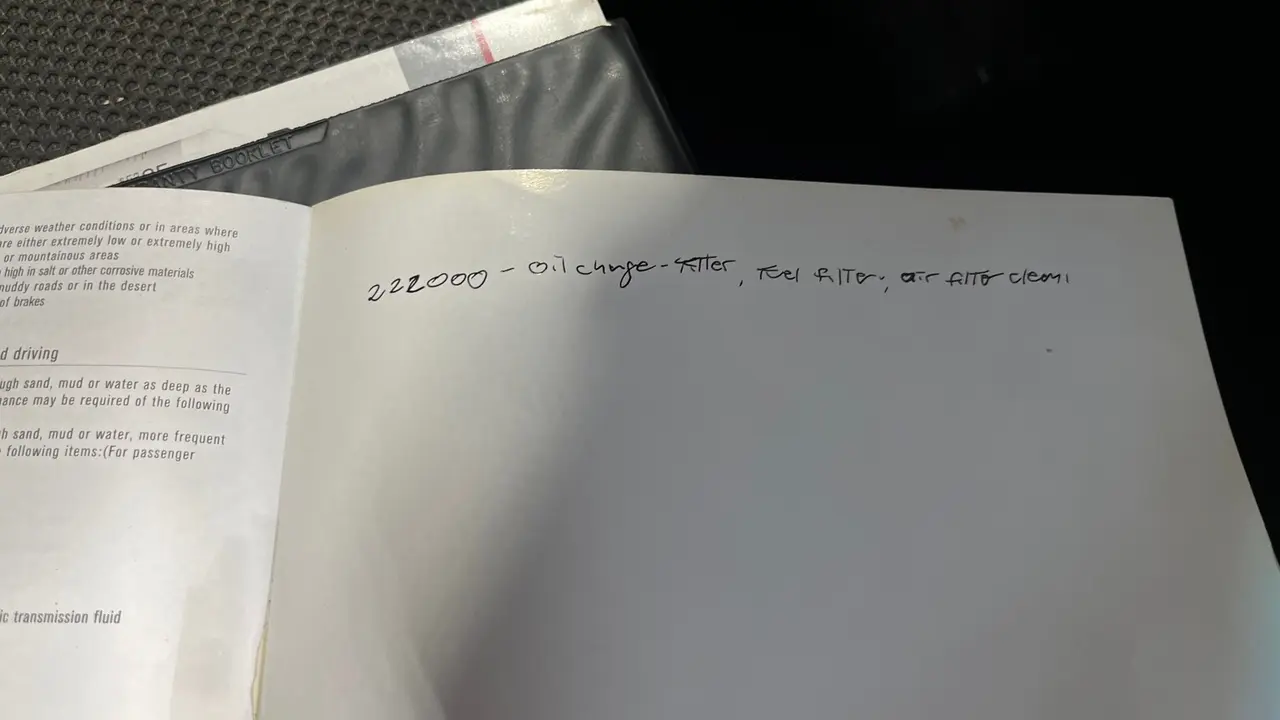 NTY BOOKLET
dverse weather conditions or in areas where
are either extremely low or extremely high
or mountainous areas
high in salt or other corrosive materials
muddy roads or in the desert
of brakes
d driving
ugh sand, mud or water as deep as the
nance may be required of the following
h sand, mud or water, more frequent
following items:(For passenger
ic transmission fluid
222000 - oil change - filter, fuel filter, air filter clean